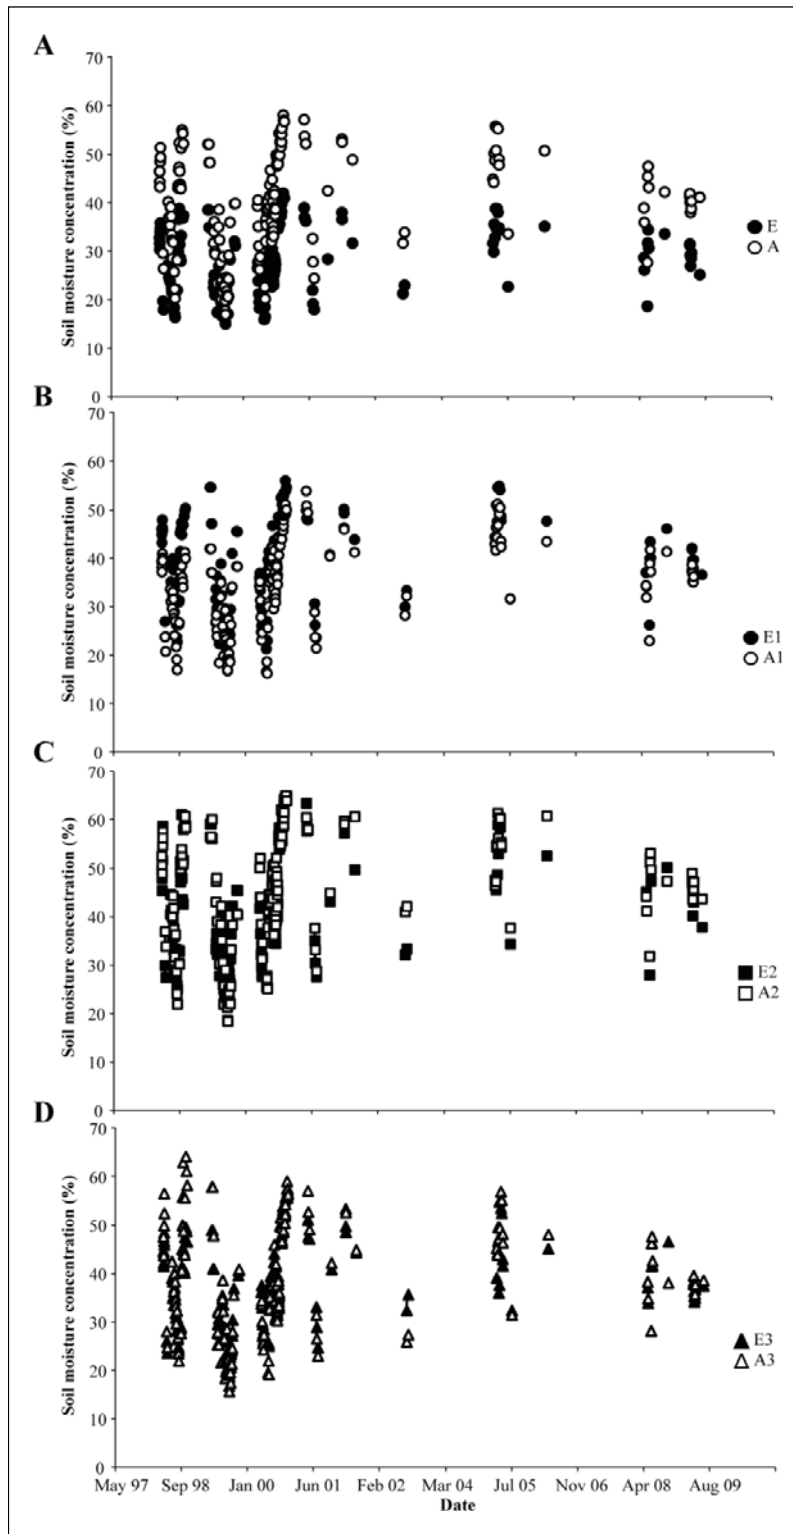 A
Soil moisture concentration (%)
70
60
50
40
30
20
10
0
E
A
B
Soil moisture concentration (%)
70
60
50
40
30
20
10
0
E1
A1
C
Soil moisture concentration (%)
70
60
50
40
30
20
10
0
E2
A2
D
Soil moisture concentration (%)
70
60
50
40
30
20
10
0
E3
A3
May 97 Sep 98 Jan 00 Jun 01 Feb 02 Mar 04 Jul 05 Nov 06 Apr 08 Aug 09
Date